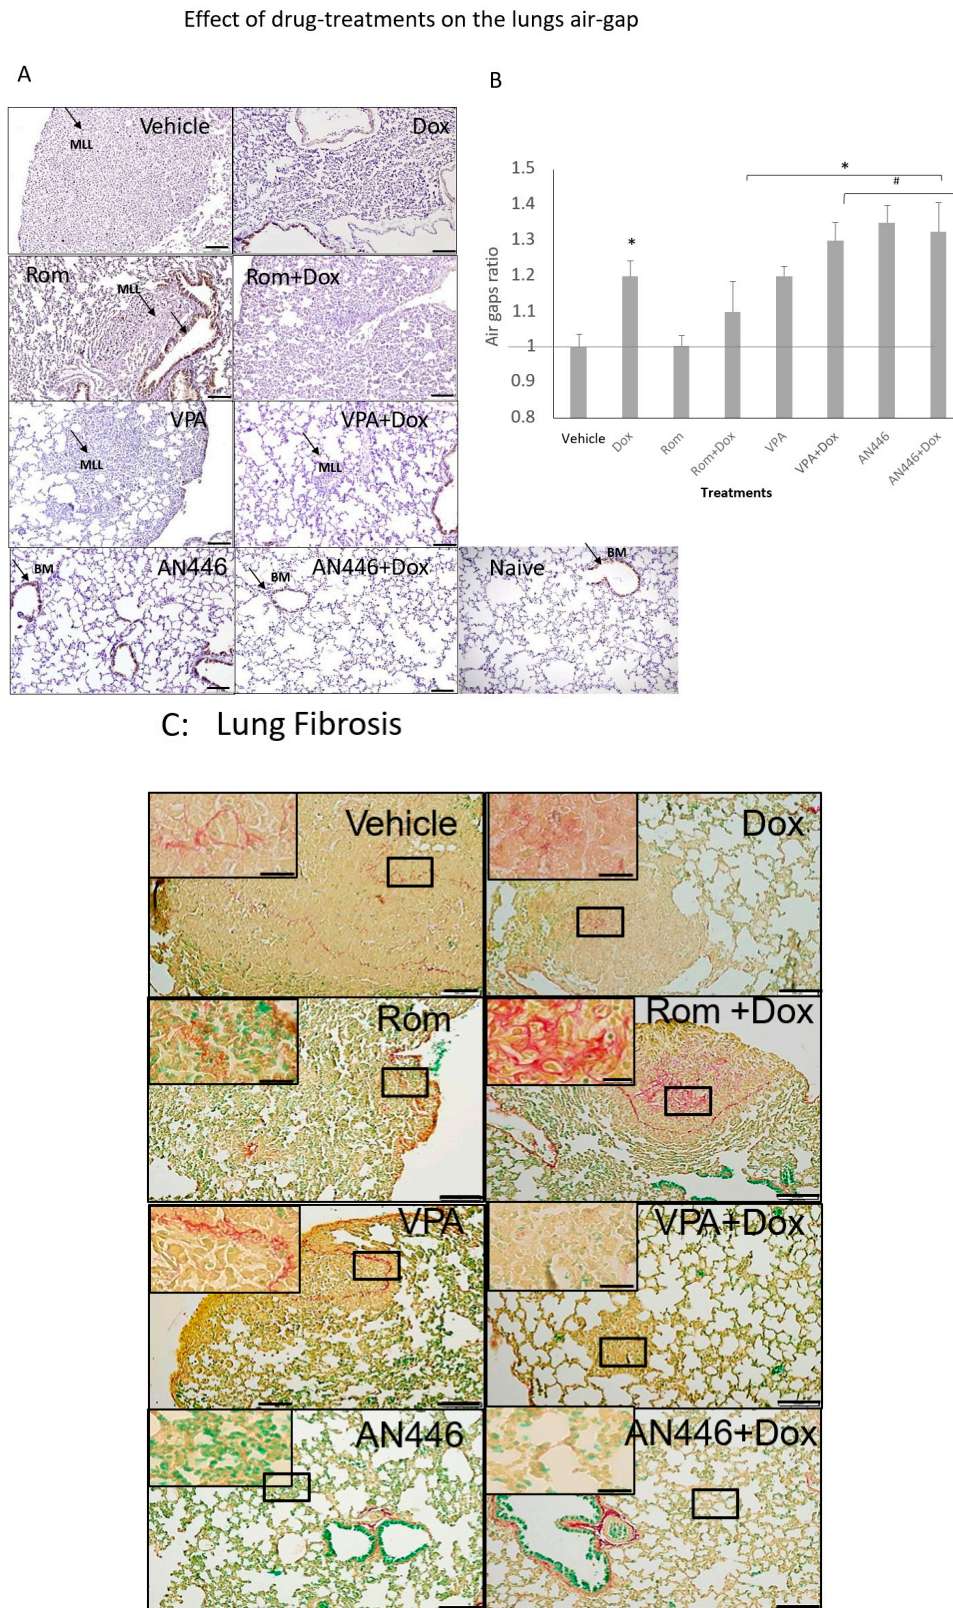 Effect of drug-treatments on the lungs air-gap
A
Vehicle
MLL
Dox
Rom
MLL
Rom+Dox
VPA
MLL
VPA+Dox
MLL
BM
AN446
BM
AN446+Dox
Naive
BM
B
1.5
1.4
1.3
1.2
1.1
1
0.9
0.8
Air gaps ratio
*
*
#
Vehicle
Dox
Rom
Rom+Dox
VPA
VPA+Dox
AN446
AN446+Dox
Treatments
C: Lung Fibrosis
Vehicle
Dox
Rom
Rom +Dox
VPA
VPA+Dox
AN446
AN446+Dox